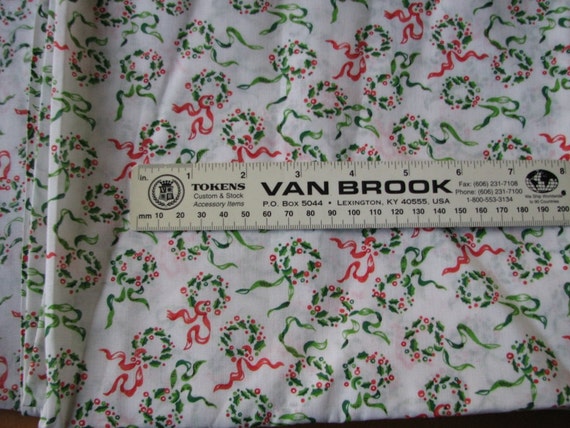 in. 1 2 3 4 5 6 7 8
TOKENS
Custom & Stock
Accessory Items
VAN BROOK
P.O. Box 5044 • Lexington, KY 40555, USA
Fax: (606) 231-7108
Phone: (606) 231-7100
1-800-553-3134
mm 10 20 30 40 50 60 70 80 90 100 110 120 130 140 150 160 170 180 190 200